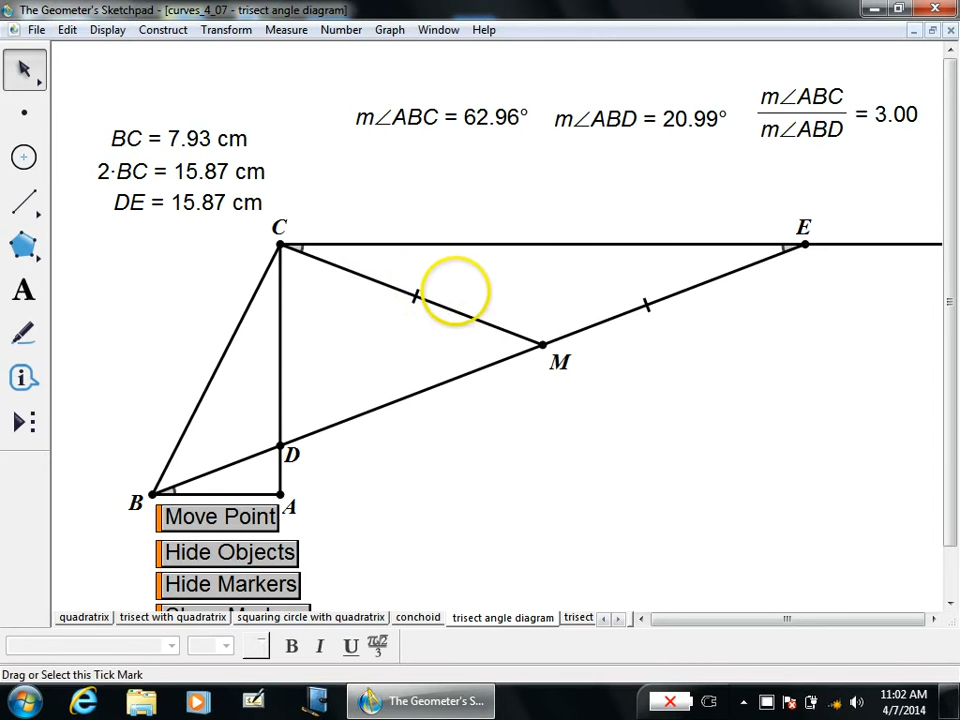 The Geometer's Sketchpad - [curves_4_07 - trisect angle diagram]
File Edit Display Construct Transform Measure Number Graph Window Help
m∠ABC = 62.96° m∠ABD = 20.99° m∠ABC / m∠ABD = 3.00
BC = 7.93 cm
2·BC = 15.87 cm
DE = 15.87 cm
C E
M
D
B A
A
Move Point
Hide Objects
Hide Markers
quadratrix trisect with quadratrix squaring circle with quadratrix conchoid trisect angle diagram trisect
B I U π√2/3
Drag or Select this Tick Mark
The Geometer's S...
11:02 AM
4/7/2014